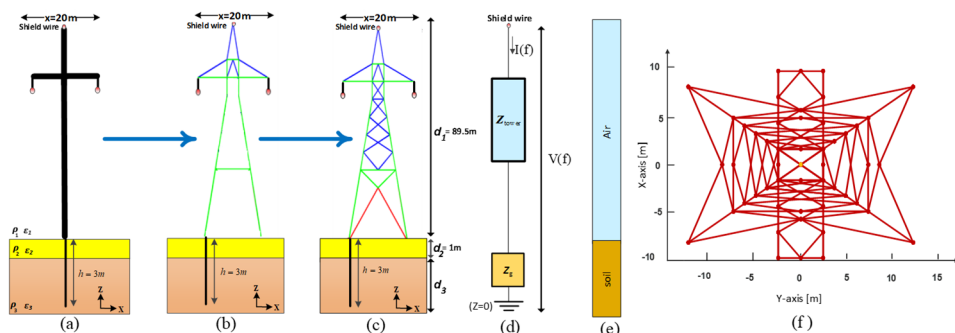 x=20m
Shield wire
x=20m
Shield wire
x=20m
Shield wire
Shield wire
I(f)
Z tower
V(f)
d1= 89.5m
Air
X-axis [m]
10
5
0
-5
-10
-10
-5
0
5
10
15
Y-axis [m]
ρ1 ε1
ρ2 ε2
ρ3 ε3
h = 3m
h = 3m
h = 3m
Z
X
Z
X
Z
X
d2= 1m
d3
Zg
(Z=0)
soil
(a)
(b)
(c)
(d)
(e)
(f)